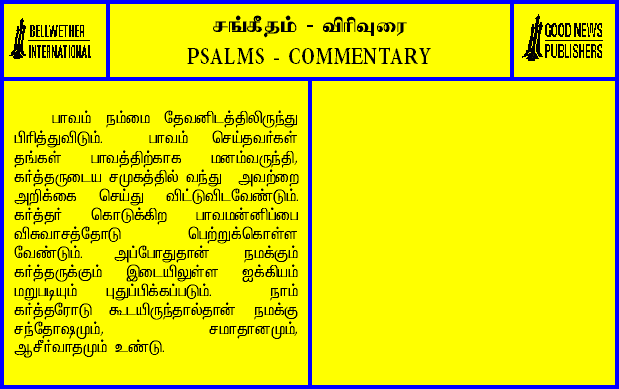 BELLWETHER
INTERNATIONAL
சங்கீதம் - விரிவுரை
PSALMS - COMMENTARY
GOOD NEWS
PUBLISHERS
பாவம் நம்மை தேவனிடத்திலிருந்து
பிரித்துவிடும். பாவம் செய்தவர்கள்
தங்கள் பாவத்திற்காக மனம்வருந்தி,
கர்த்தருடைய சமுகத்தில் வந்து அவற்றை
அறிக்கை செய்து விட்டுவிடவேண்டும்.
கர்த்தர் கொடுக்கிற பாவமன்னிப்பை
விசுவாசத்தோடு பெற்றுக்கொள்ள
வேண்டும். அப்போதுதான் நமக்கும்
கர்த்தருக்கும் இடையிலுள்ள ஐக்கியம்
மறுபடியும் புதுப்பிக்கப்படும். நாம்
கர்த்தரோடு கூடயிருந்தால்தான் நமக்கு
சந்தோஷமும், சமாதானமும்,
ஆசீர்வாதமும் உண்டு.